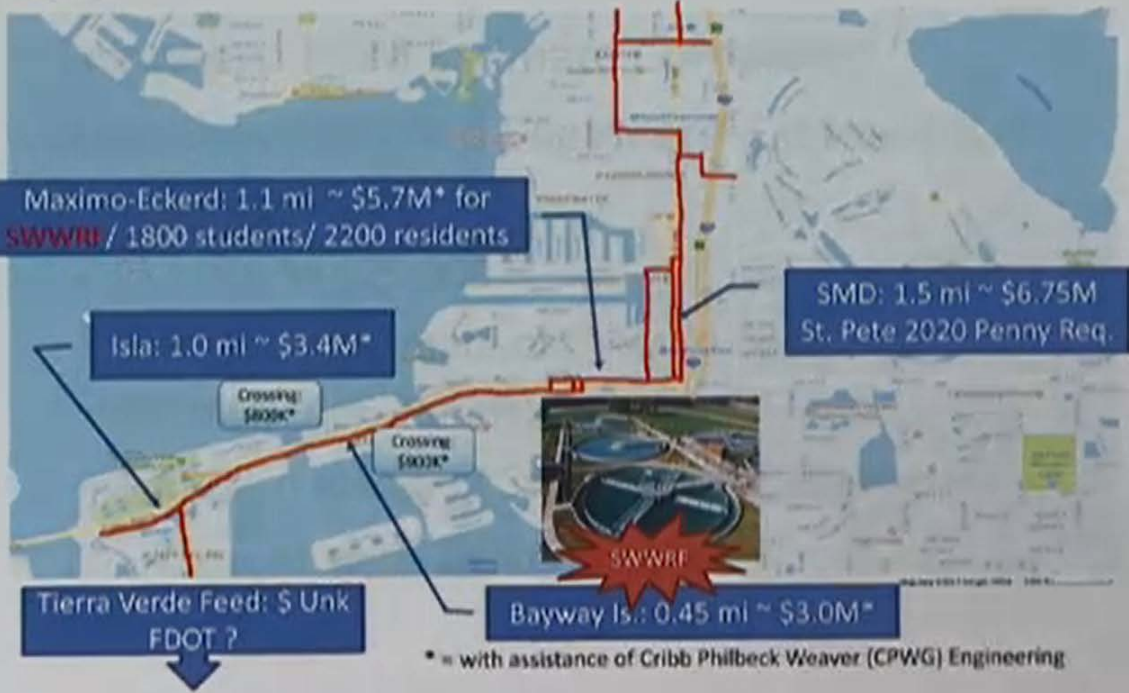 Maximo-Eckerd: 1.1 mi ~ $5.7M* for
SWWRF/ 1800 students/ 2200 residents
SMD: 1.5 mi ~ $6.75M
St. Pete 2020 Penny Req.
Isla: 1.0 mi ~ $3.4M*
Crossing:
$800K*
Crossing
$900K*
SWWRF
Tierra Verde Feed: $ Unk
FDOT ?
Bayway Is.: 0.45 mi ~ $3.0M*
* = with assistance of Cribb Philbeck Weaver (CPWG) Engineering